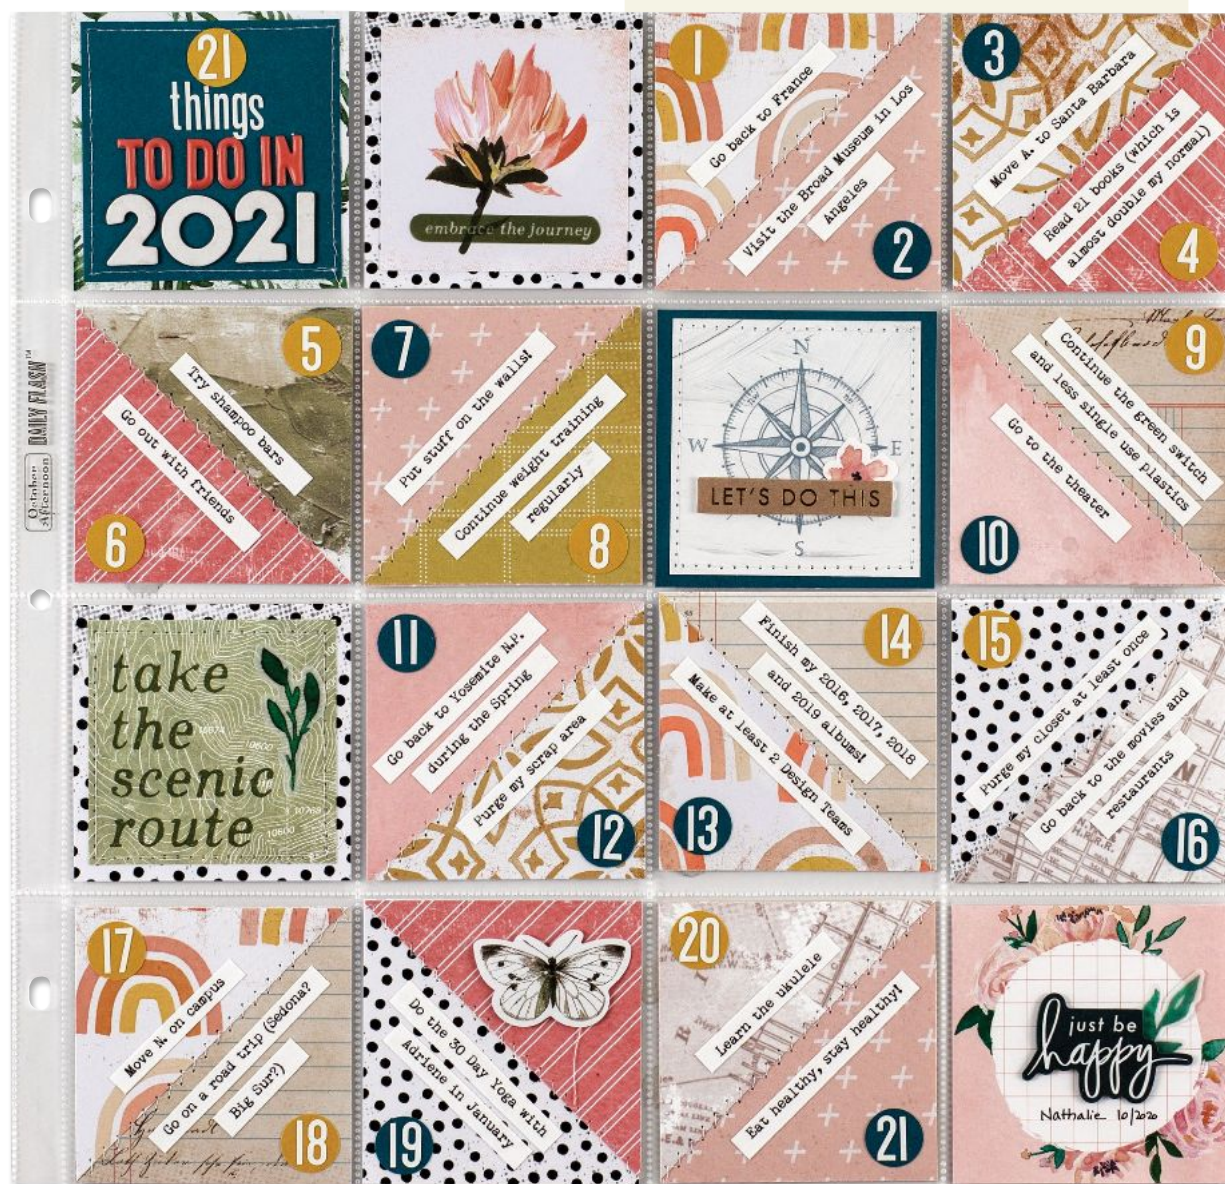 21
things
TO DO IN
2021
embrace the journey
1
Go back to France
Visit the Broad Museum in Los
Angeles
2
3
Move A. to Santa Barbara
Read 21 books (which is
almost double my normal)
4
DAILY FLASH™
October
Afternoon
5
Try shampoo bars
Go out with friends
6
7
Put stuff on the walls!
Continue weight training
regularly
8
N
W
E
S
LET'S DO THIS
9
Continue the green switch
and less single use plastics
Go to the theater
10
take
the
scenic
route
10674
10600
10768
10600
11
Go back to Yosemite N.P.
during the Spring
Purge my scrap area
12
14
Finish my 2016, 2017, 2018
and 2019 albums!
Make at least 2 Design Teams
13
15
Purge my closet at least once
Go back to the movies and
restaurants
16
17
Move N. on campus
Go on a road trip (Sedona?
Big Sur?)
18
Do the 30 Day Yoga with
Adriene in January
19
20
Learn the ukulele
Eat healthy, stay healthy!
21
just be
happy
Nathalie 10/2020